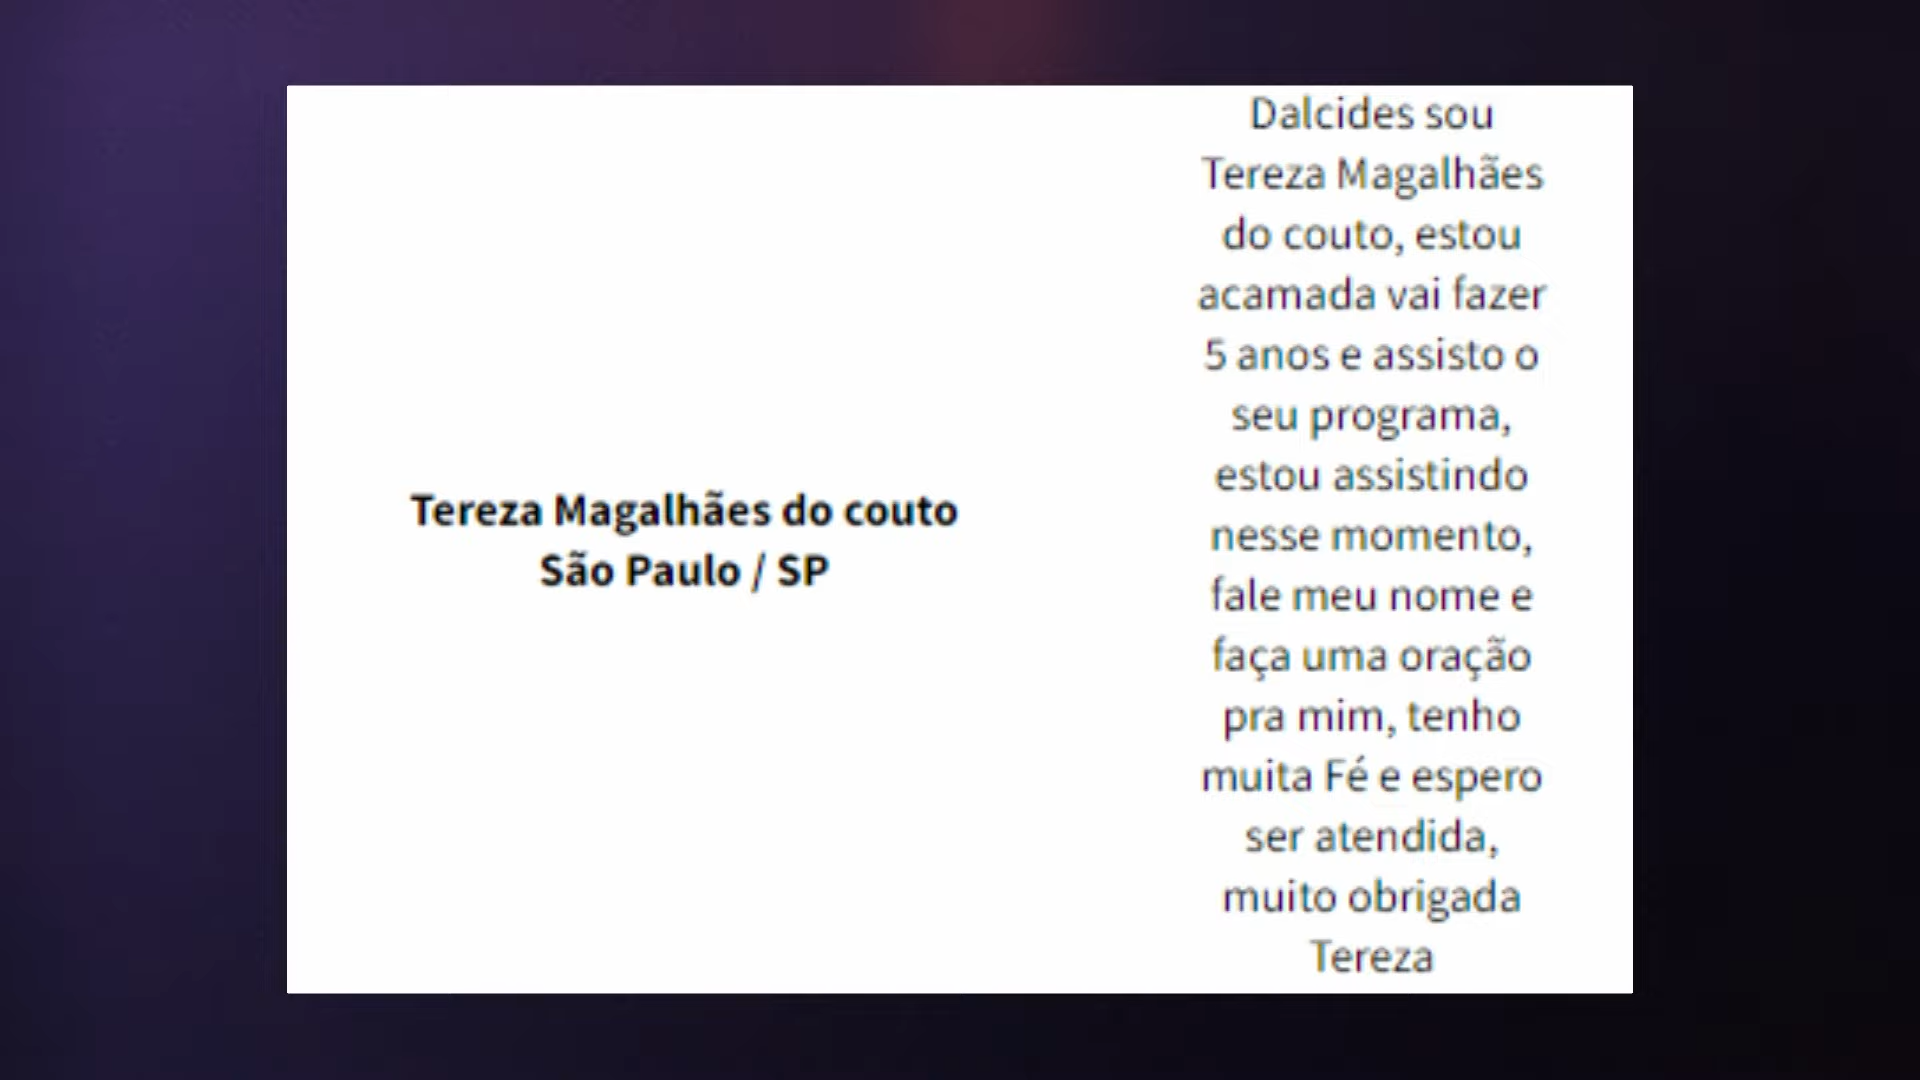 Tereza Magalhães do couto
São Paulo / SP
Dalcides sou
Tereza Magalhães
do couto, estou
acamada vai fazer
5 anos e assisto o
seu programa,
estou assistindo
nesse momento,
fale meu nome e
faça uma oração
pra mim, tenho
muita Fé e espero
ser atendida,
muito obrigada
Tereza